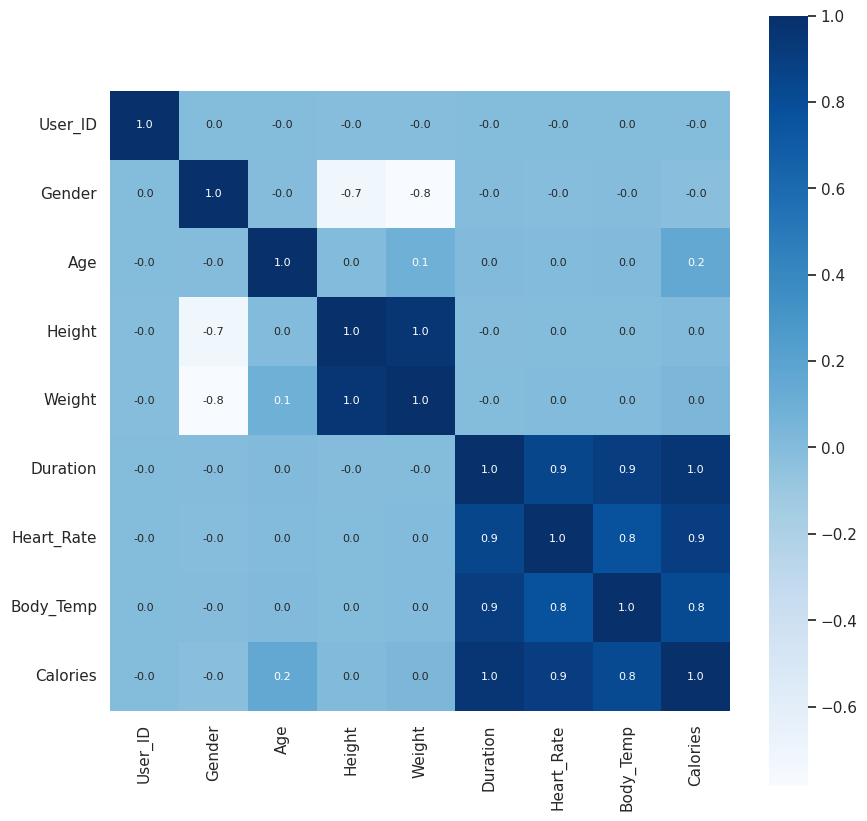 User_ID 1.0 0.0 -0.0 -0.0 -0.0 -0.0 -0.0 0.0 -0.0
Gender 0.0 1.0 -0.0 -0.7 -0.8 -0.0 -0.0 -0.0 -0.0
Age -0.0 -0.0 1.0 0.0 0.1 0.0 0.0 0.0 0.2
Height -0.0 -0.7 0.0 1.0 1.0 -0.0 0.0 0.0 0.0
Weight -0.0 -0.8 0.1 1.0 1.0 -0.0 0.0 0.0 0.0
Duration -0.0 -0.0 0.0 -0.0 -0.0 1.0 0.9 0.9 1.0
Heart_Rate -0.0 -0.0 0.0 0.0 0.0 0.9 1.0 0.8 0.9
Body_Temp 0.0 -0.0 0.0 0.0 0.0 0.9 0.8 1.0 0.8
Calories -0.0 -0.0 0.2 0.0 0.0 1.0 0.9 0.8 1.0
User_ID Gender Age Height Weight Duration Heart_Rate Body_Temp Calories
1.0
0.8
0.6
0.4
0.2
0.0
−0.2
−0.4
−0.6